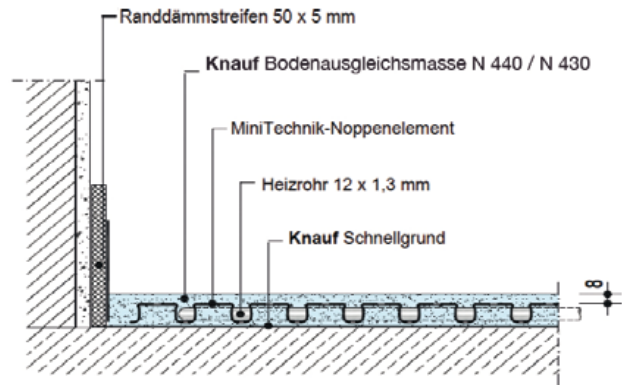 Randdämmstreifen 50 x 5 mm
Knauf Bodenausgleichsmasse N 440 / N 430
MiniTechnik-Noppenelement
Heizrohr 12 x 1,3 mm
Knauf Schnellgrund
8